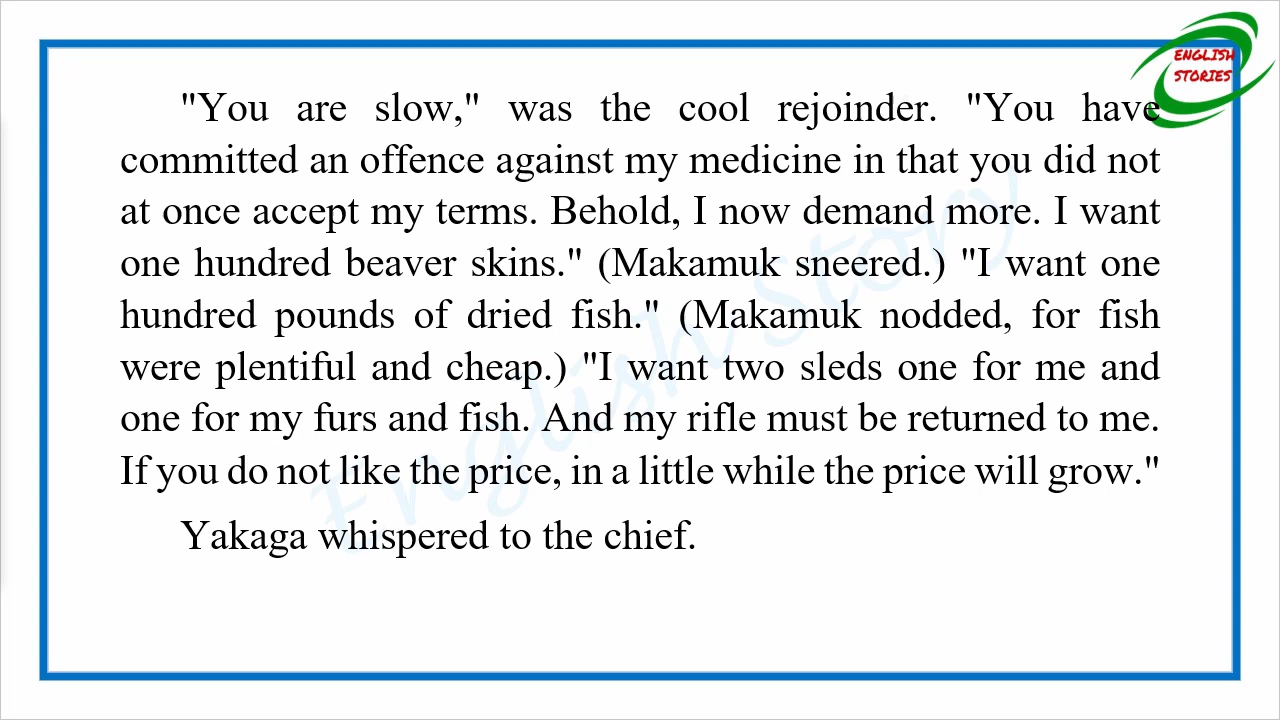 ENGLISH
STORIES
"You are slow," was the cool rejoinder. "You have
committed an offence against my medicine in that you did not
at once accept my terms. Behold, I now demand more. I want
one hundred beaver skins." (Makamuk sneered.) "I want one
hundred pounds of dried fish." (Makamuk nodded, for fish
were plentiful and cheap.) "I want two sleds one for me and
one for my furs and fish. And my rifle must be returned to me.
If you do not like the price, in a little while the price will grow."
Yakaga whispered to the chief.
English Story